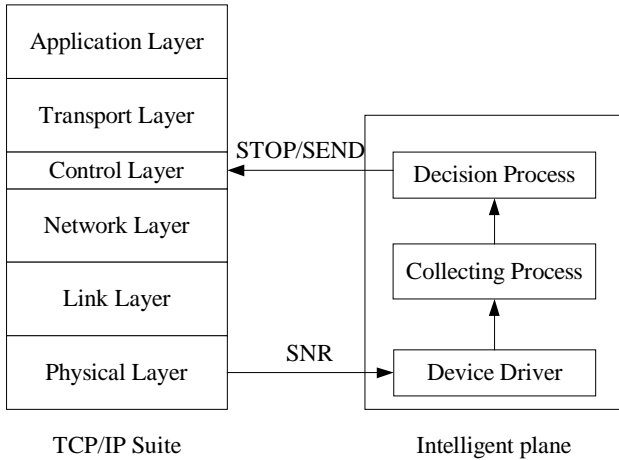 Application Layer
Transport Layer
STOP/SEND
Control Layer
Decision Process
Network Layer
Collecting Process
Link Layer
SNR
Physical Layer
Device Driver
TCP/IP Suite
Intelligent plane